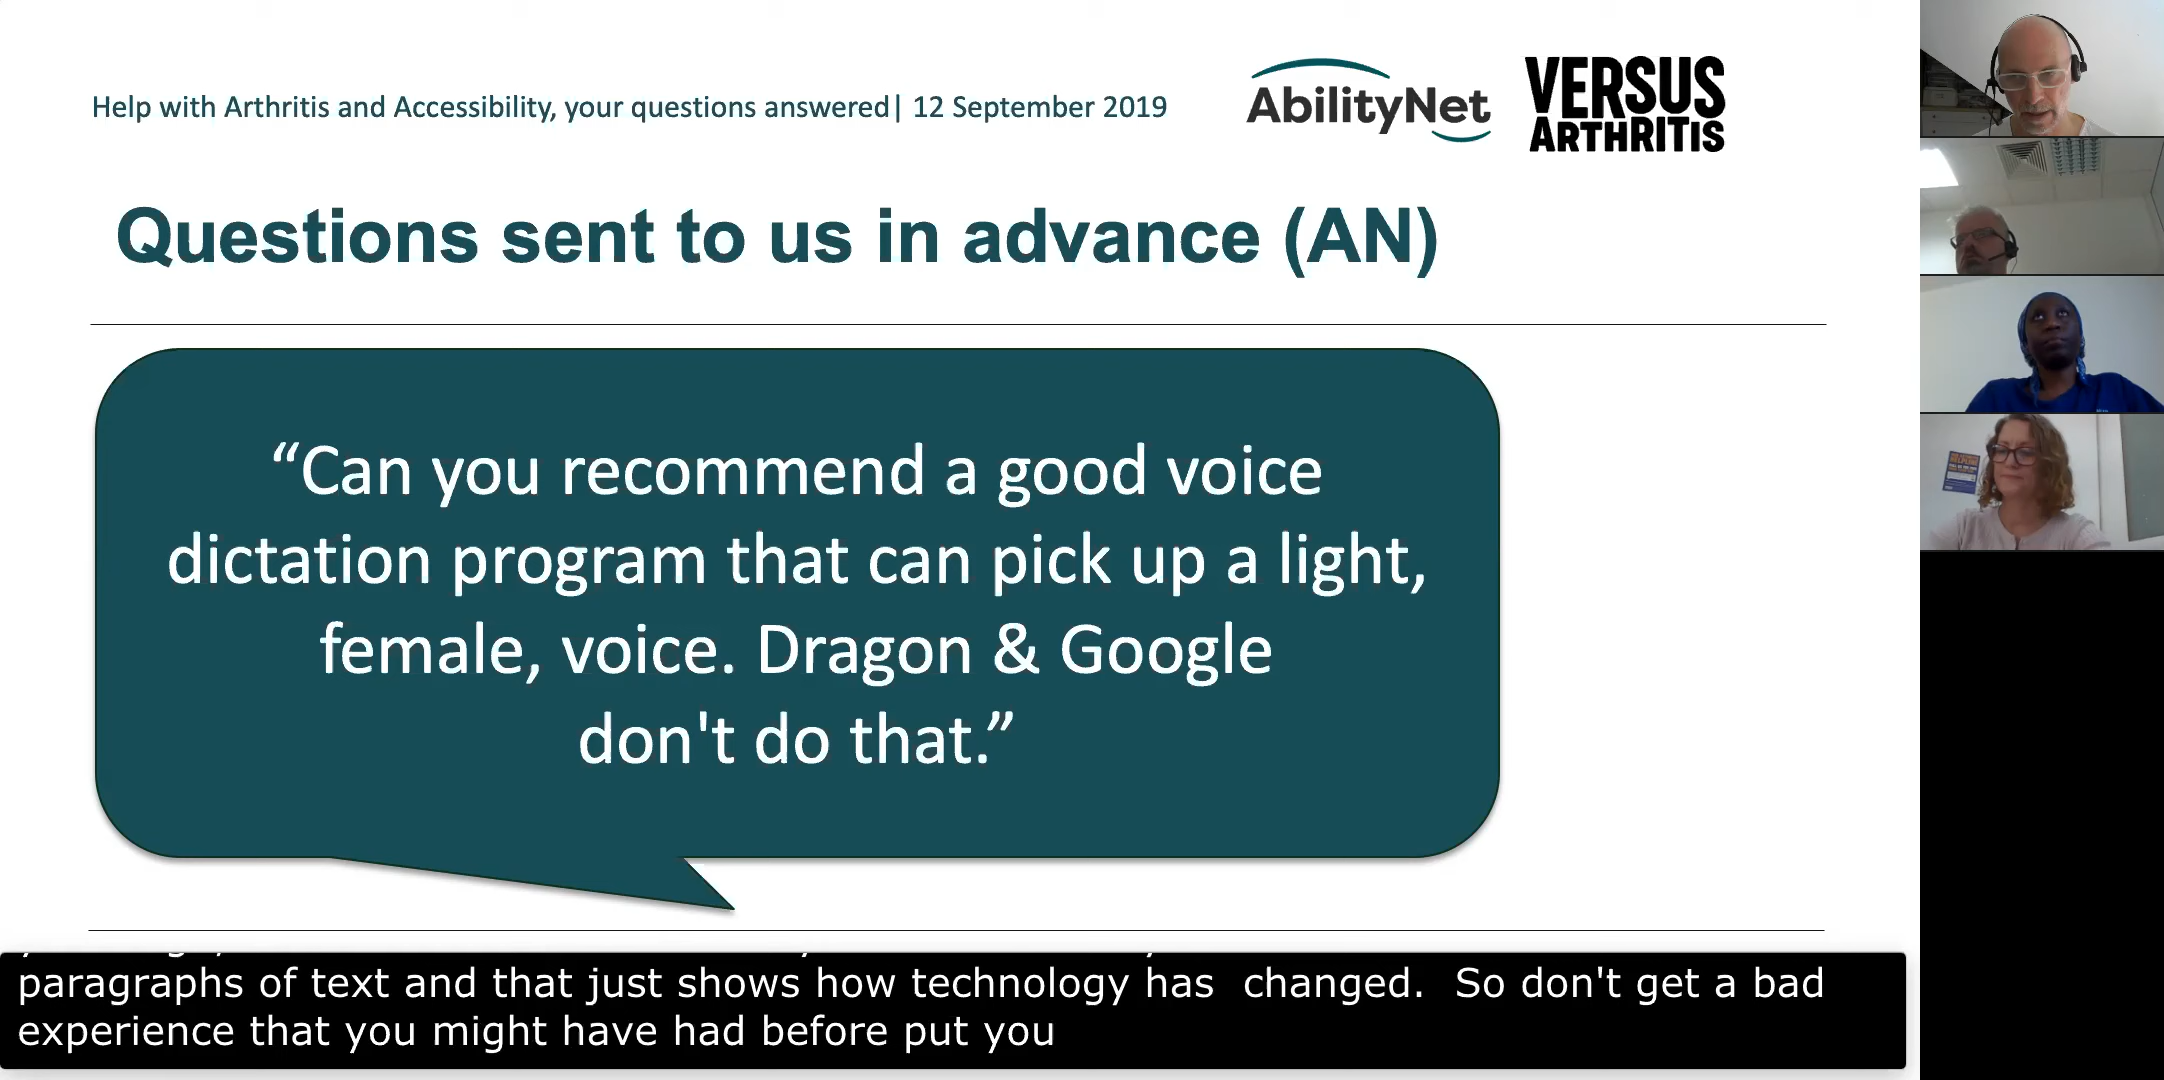 Help with Arthritis and Accessibility, your questions answered| 12 September 2019
AbilityNet
VERSUS
ARTHRITIS
Questions sent to us in advance (AN)
“Can you recommend a good voice
dictation program that can pick up a light,
female, voice. Dragon & Google
don't do that.”
paragraphs of text and that just shows how technology has  changed.  So don't get a bad
experience that you might have had before put you